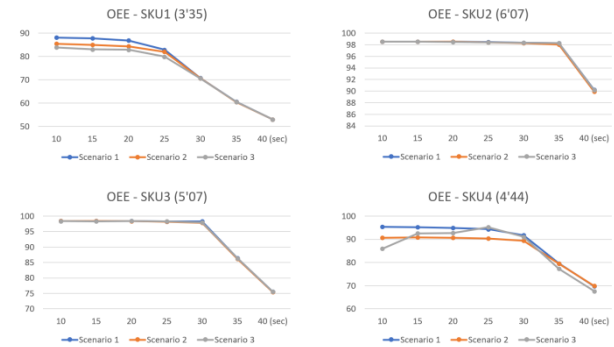 OEE - SKU1 (3'35)
90
80
70
60
50
10 15 20 25 30 35 40 (sec)
Scenario 1 Scenario 2 Scenario 3
OEE - SKU2 (6'07)
100
98
96
94
92
90
88
86
84
10 15 20 25 30 35 40 (sec)
Scenario 1 Scenario 2 Scenario 3
OEE - SKU3 (5'07)
100
95
90
85
80
75
70
10 15 20 25 30 35 40 (sec)
Scenario 1 Scenario 2 Scenario 3
OEE - SKU4 (4'44)
100
90
80
70
60
10 15 20 25 30 35 40 (sec)
Scenario 1 Scenario 2 Scenario 3